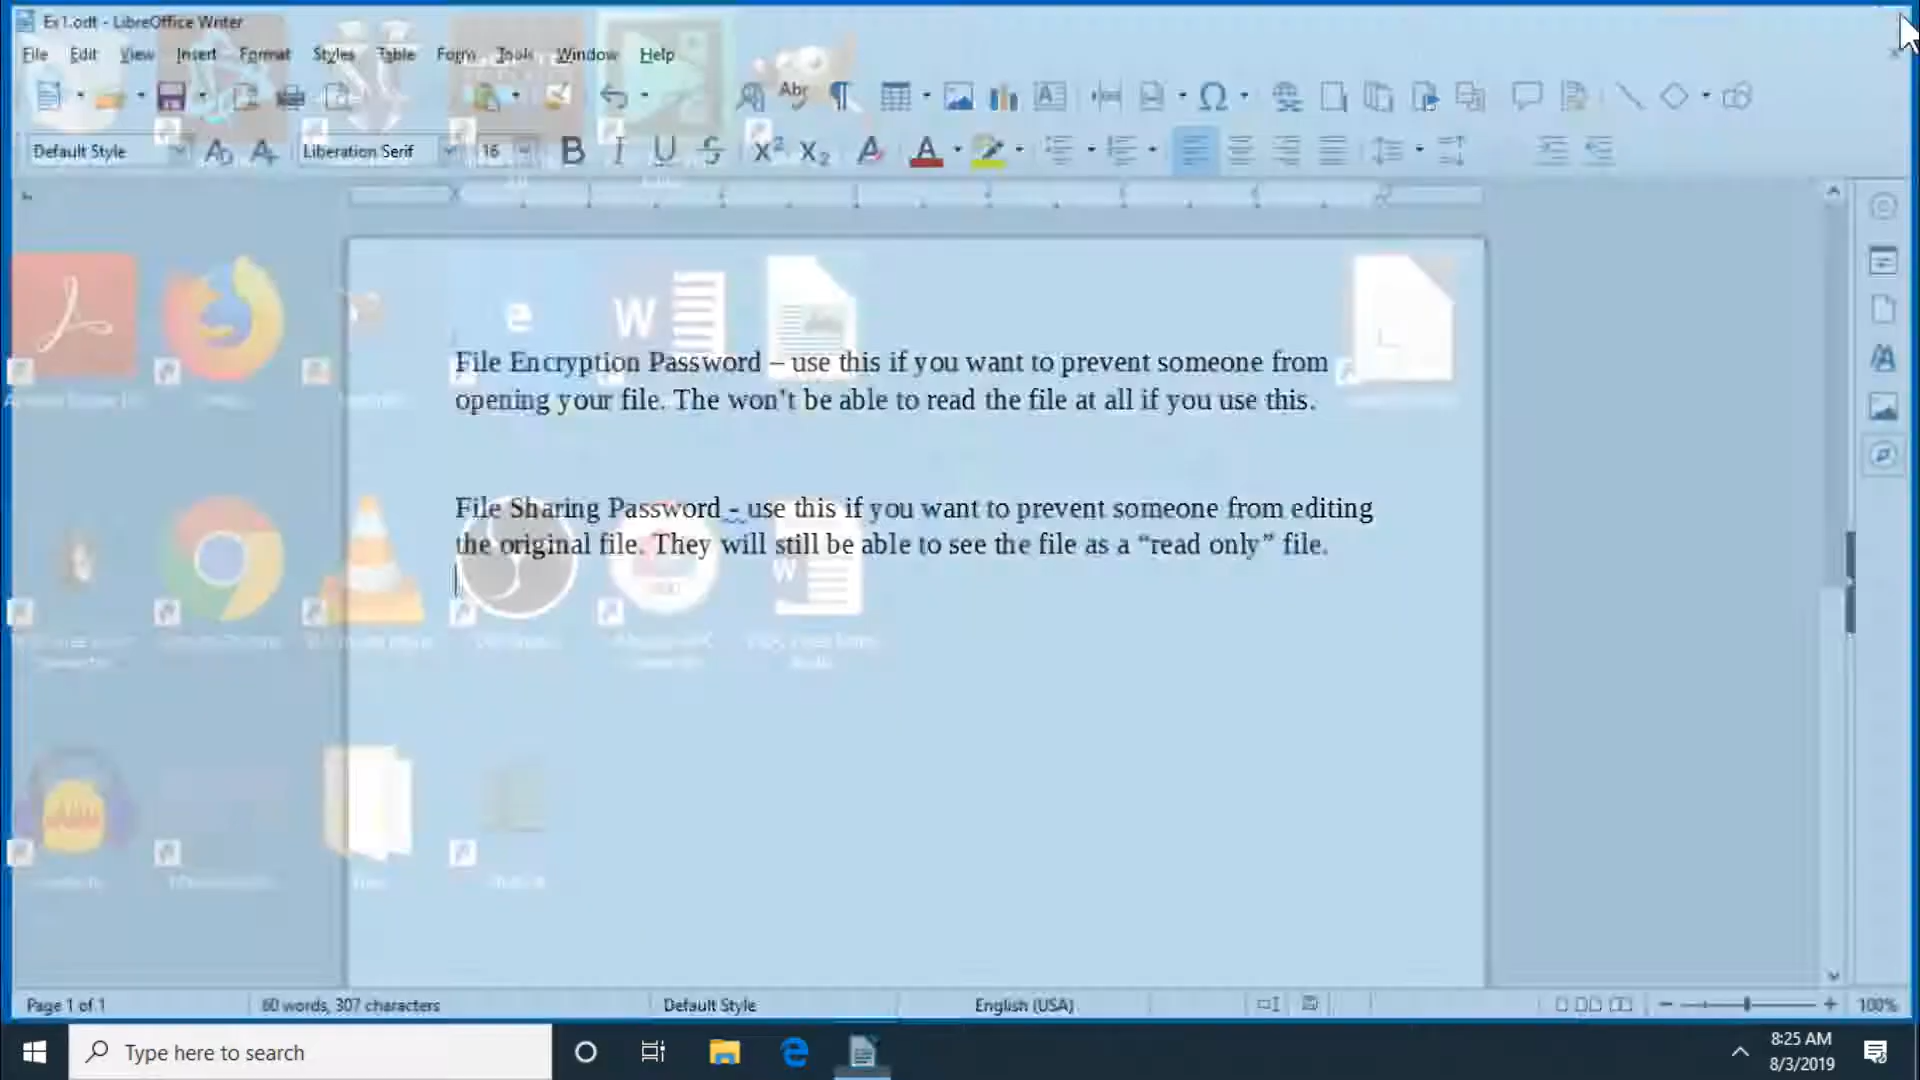 Ex1.odt - LibreOffice Writer
File Edit View Insert Format Styles Table Form Tools Window Help
Abc
Default Style Liberation Serif 16 B I U S X² X₂ A A
File Encryption Password – use this if you want to prevent someone from
opening your file. The won’t be able to read the file at all if you use this.
File Sharing Password - use this if you want to prevent someone from editing
the original file. They will still be able to see the file as a “read only” file.
Page 1 of 1 60 words, 307 characters Default Style English (USA) 100%
Type here to search
8:25 AM
8/3/2019